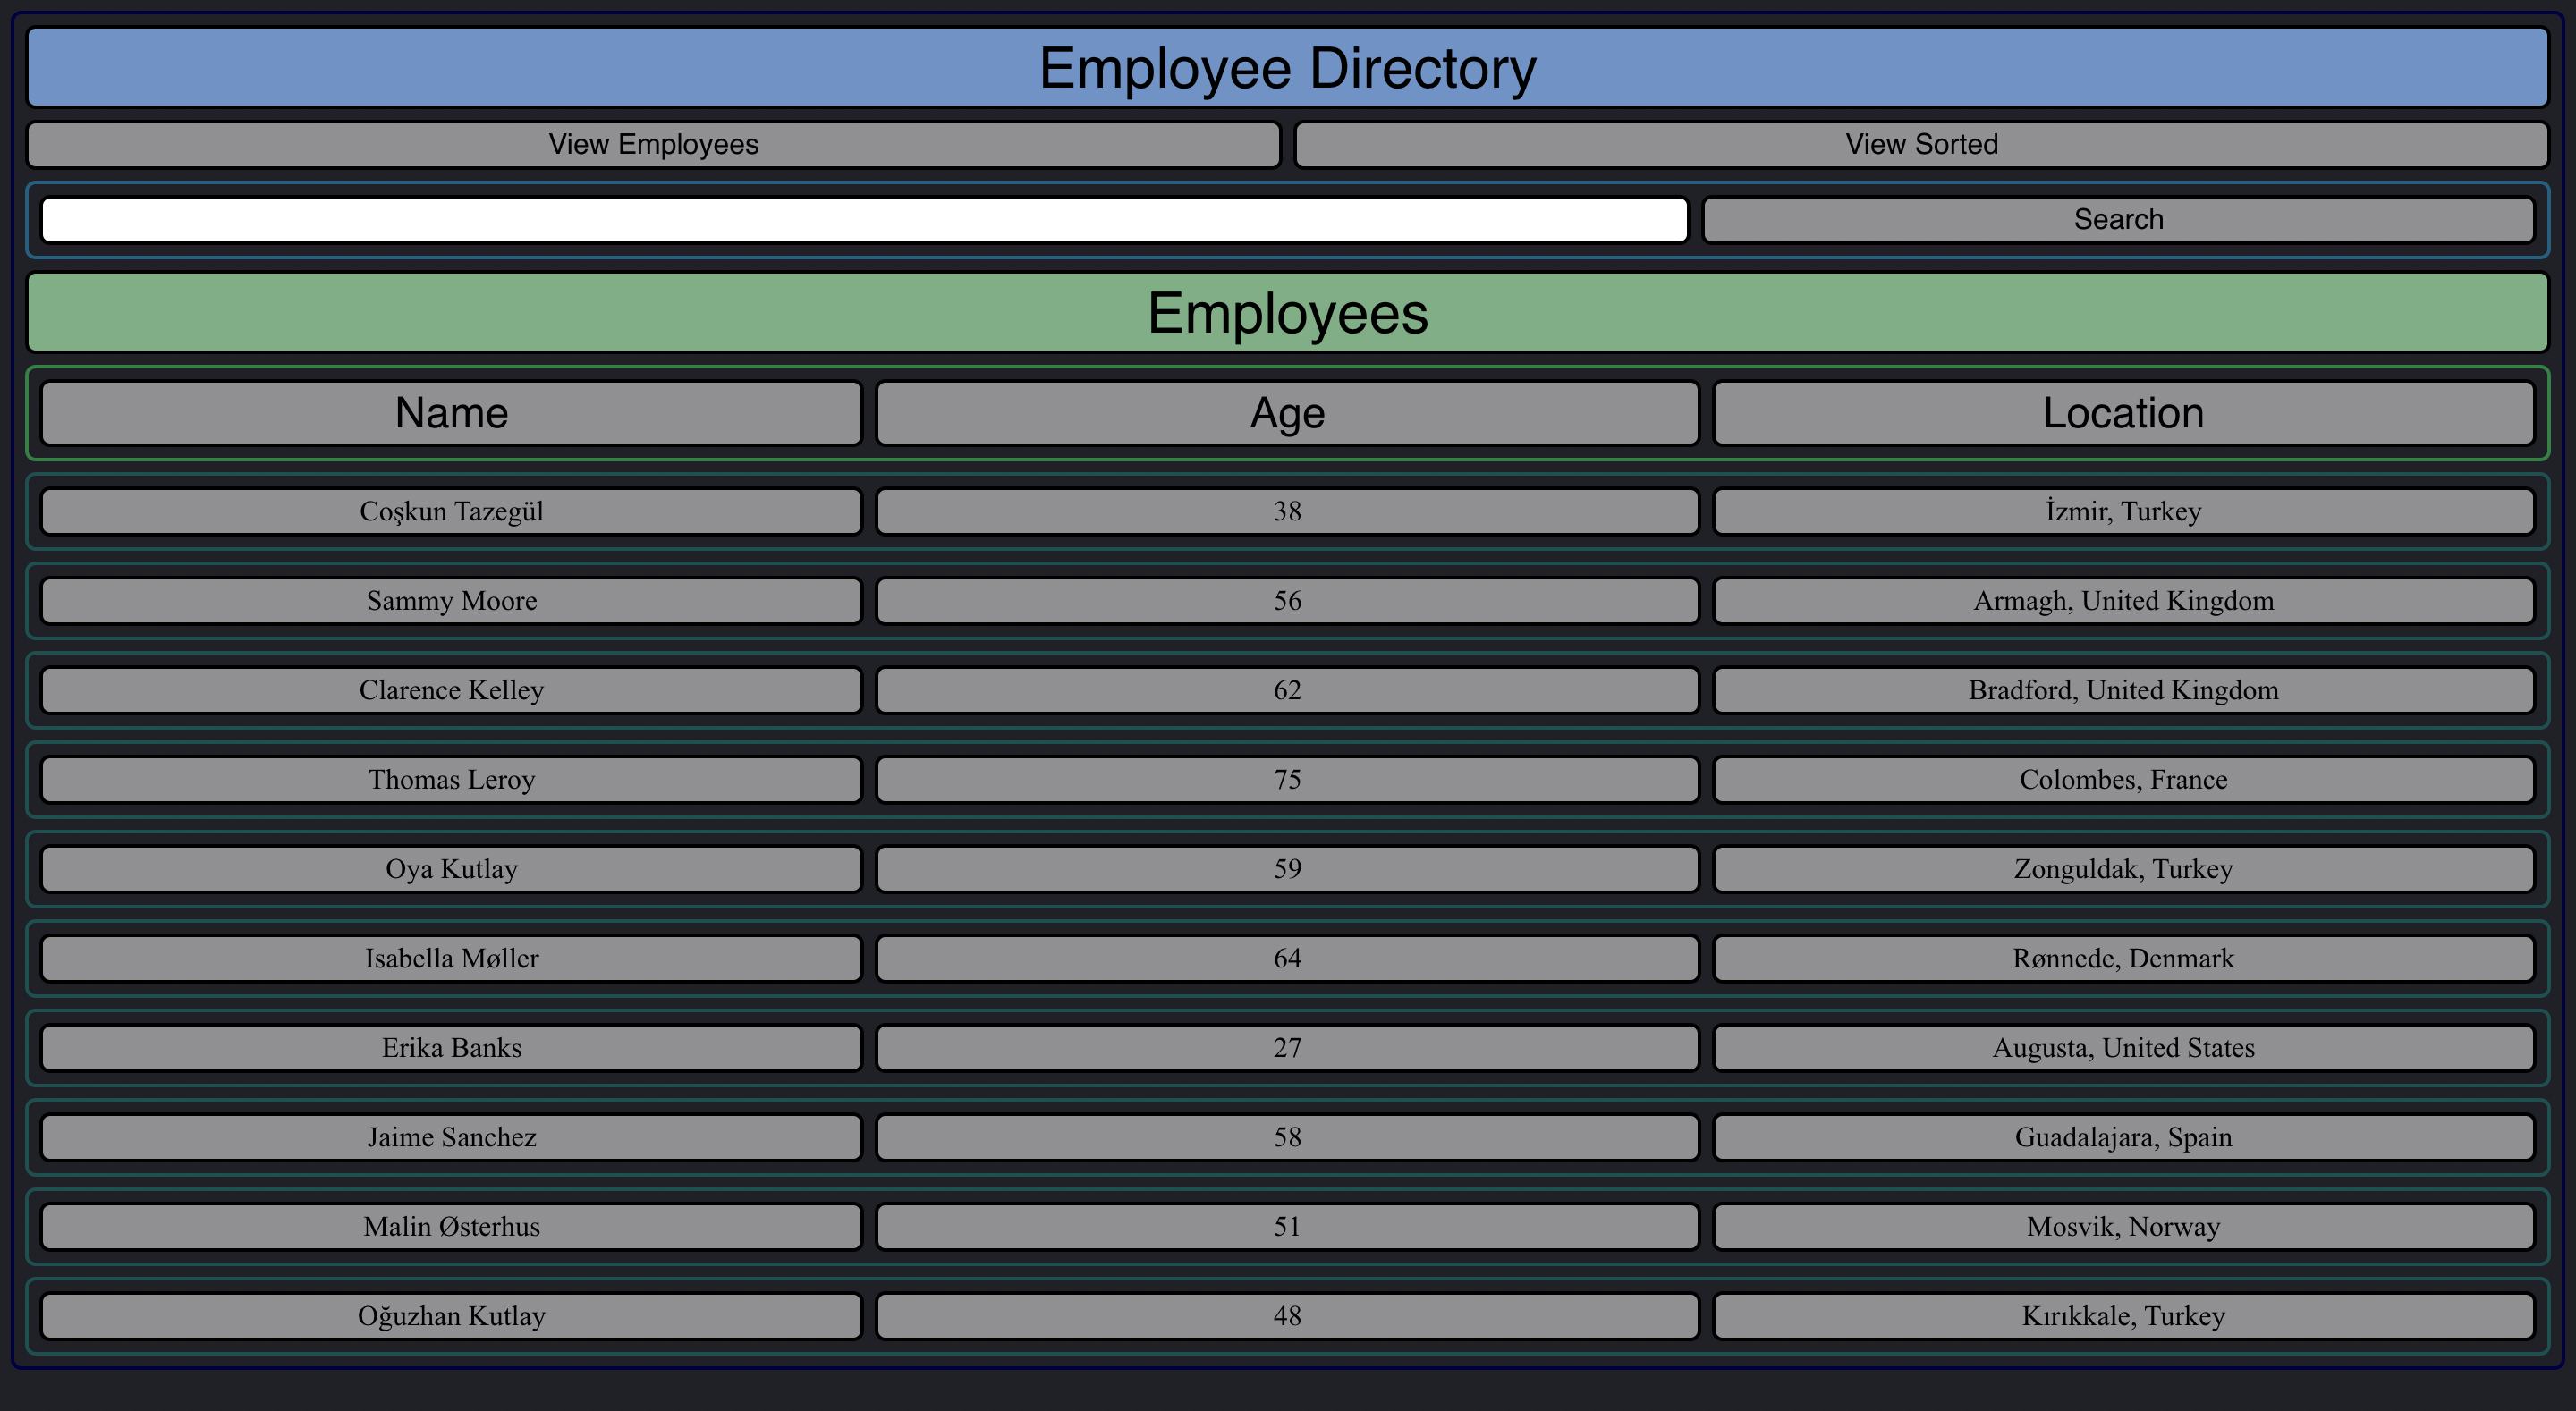 Employee Directory
View Employees View Sorted
Search
Employees
Name Age Location
Coşkun Tazegül 38 İzmir, Turkey
Sammy Moore 56 Armagh, United Kingdom
Clarence Kelley 62 Bradford, United Kingdom
Thomas Leroy 75 Colombes, France
Oya Kutlay 59 Zonguldak, Turkey
Isabella Møller 64 Rønnede, Denmark
Erika Banks 27 Augusta, United States
Jaime Sanchez 58 Guadalajara, Spain
Malin Østerhus 51 Mosvik, Norway
Oğuzhan Kutlay 48 Kırıkkale, Turkey